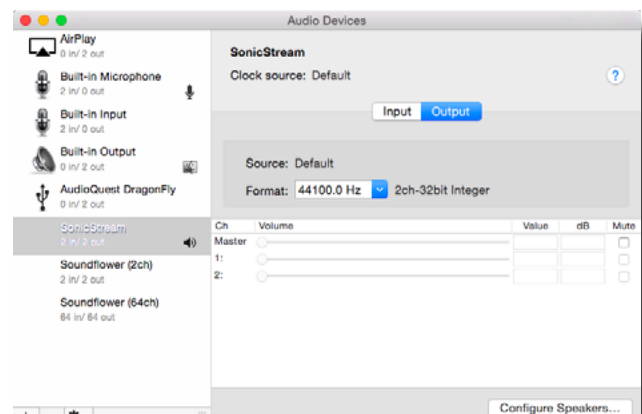 Audio Devices
AirPlay
0 in/ 2 out
Built-in Microphone
2 in/ 0 out
Built-in Input
2 in/ 0 out
Built-in Output
0 in/ 2 out
AudioQuest DragonFly
0 in/ 2 out
SonicStream
2 in/ 2 out
Soundflower (2ch)
2 in/ 2 out
Soundflower (64ch)
64 in/ 64 out
SonicStream
Clock source: Default
?
Input Output
Source: Default
Format: 44100.0 Hz 2ch-32bit Integer
Ch Volume Value dB Mute
Master
1:
2:
Configure Speakers...